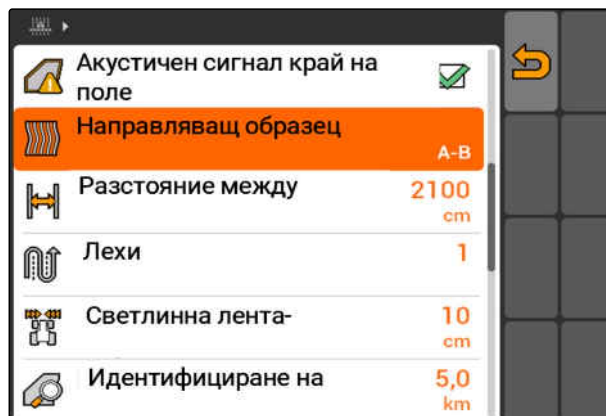 Акустичен сигнал край на
поле
Направляващ образец
A-B
Разстояние между
2100
cm
Лехи
1
Светлинна лента-
10
cm
Идентифициране на
5,0
km